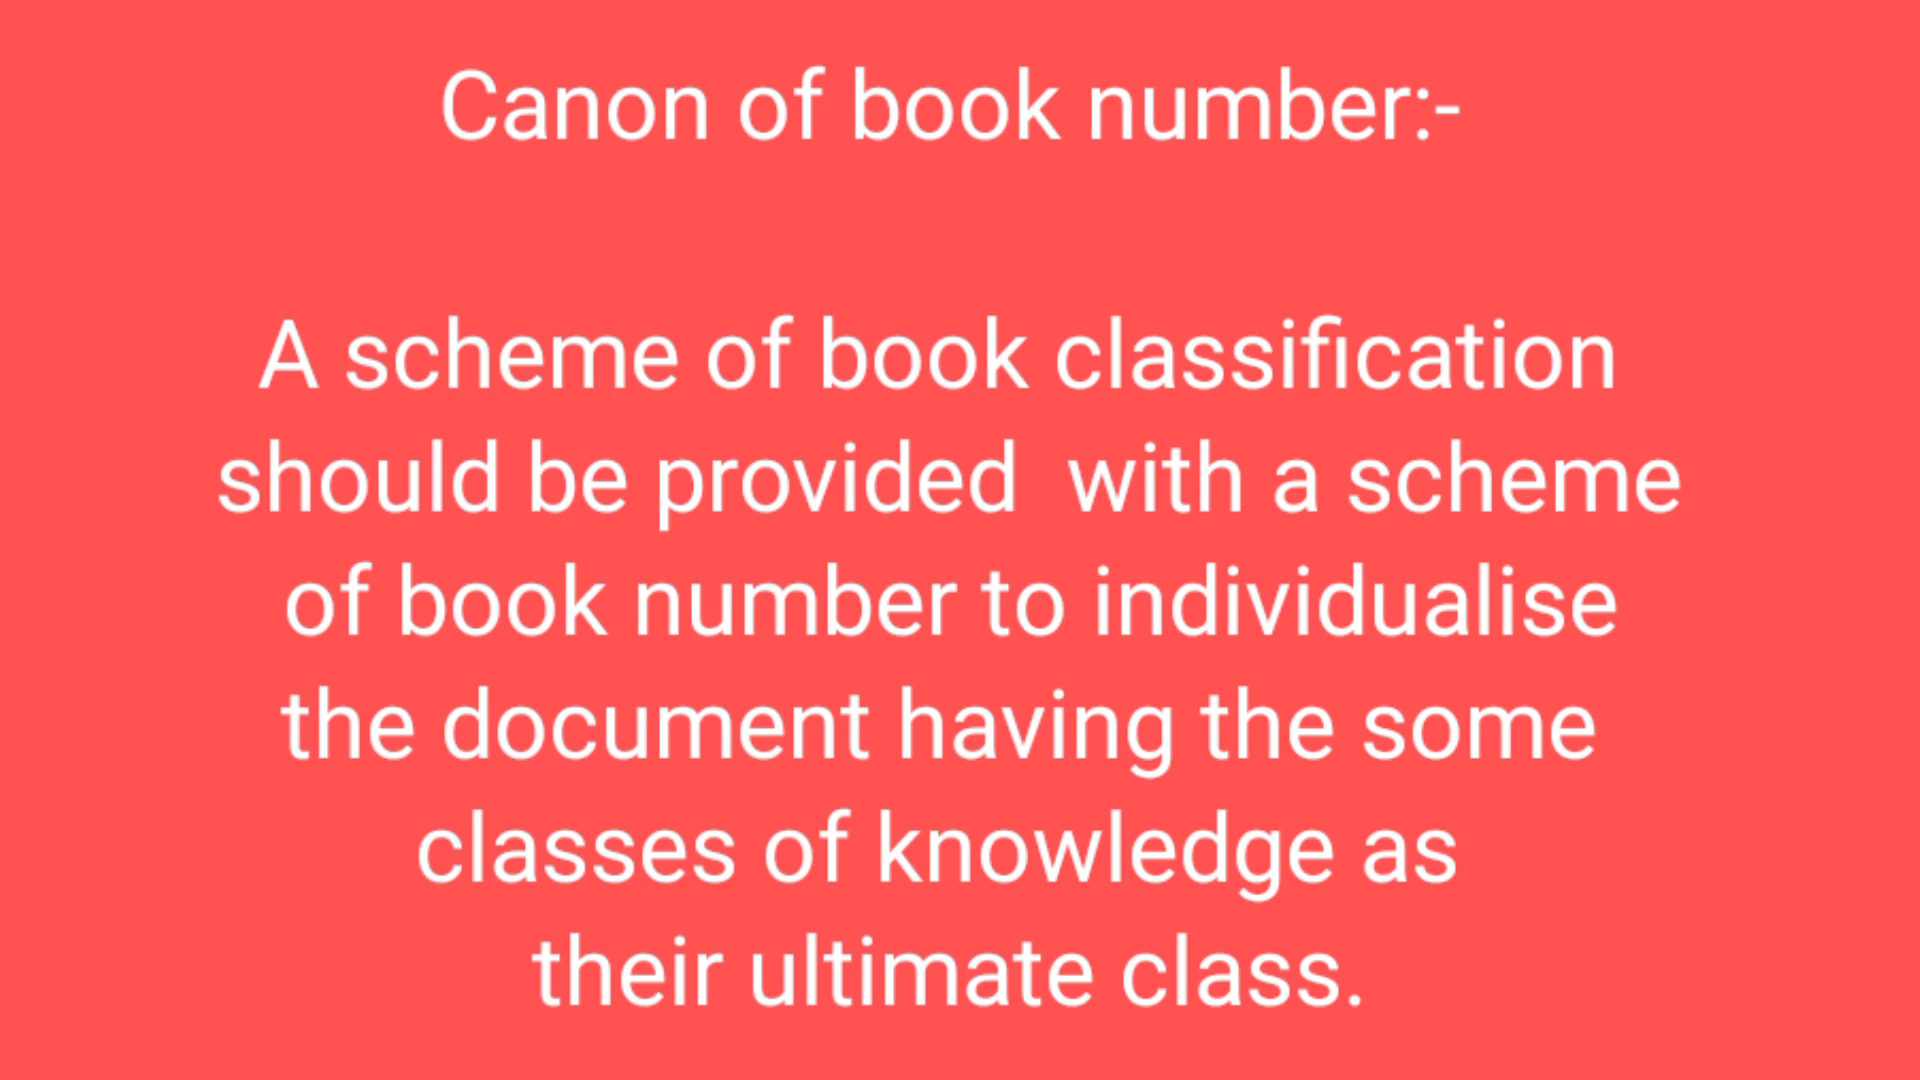 Canon of book number:-
A scheme of book classification
should be provided  with a scheme
of book number to individualise
the document having the some
classes of knowledge as
their ultimate class.